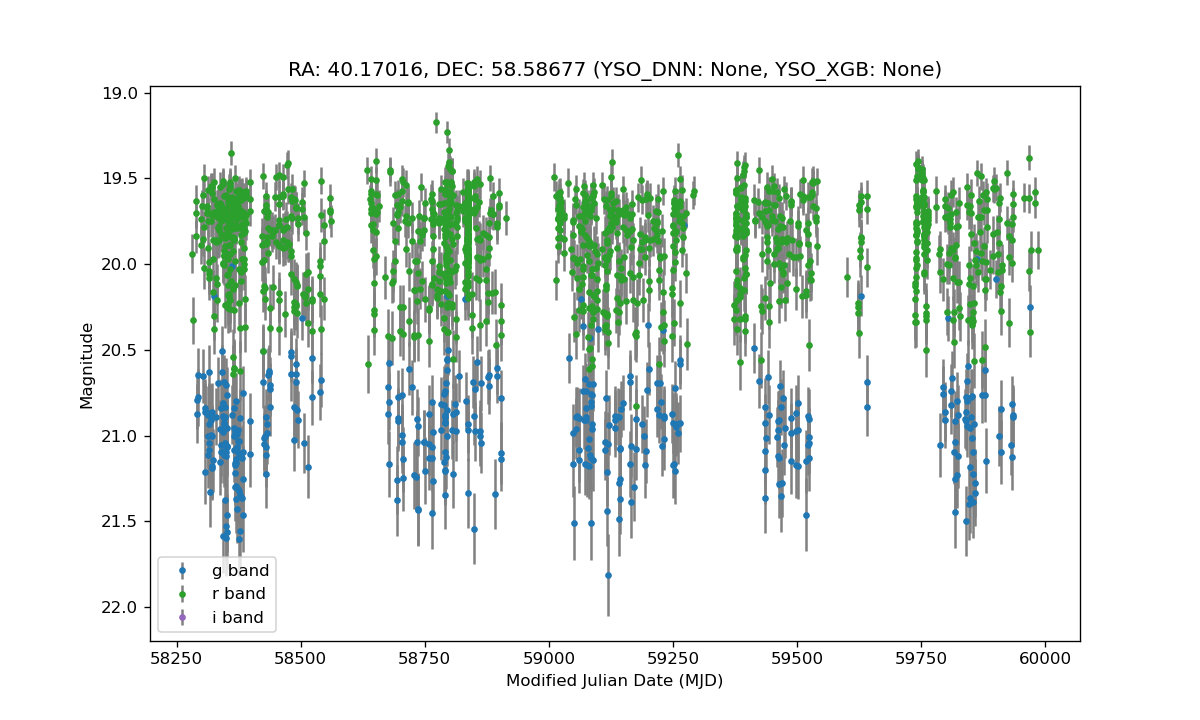 RA: 40.17016, DEC: 58.58677 (YSO_DNN: None, YSO_XGB: None)
19.0
19.5
20.0
20.5
21.0
21.5
22.0
Magnitude
g band
r band
i band
58250 58500 58750 59000 59250 59500 59750 60000
Modified Julian Date (MJD)